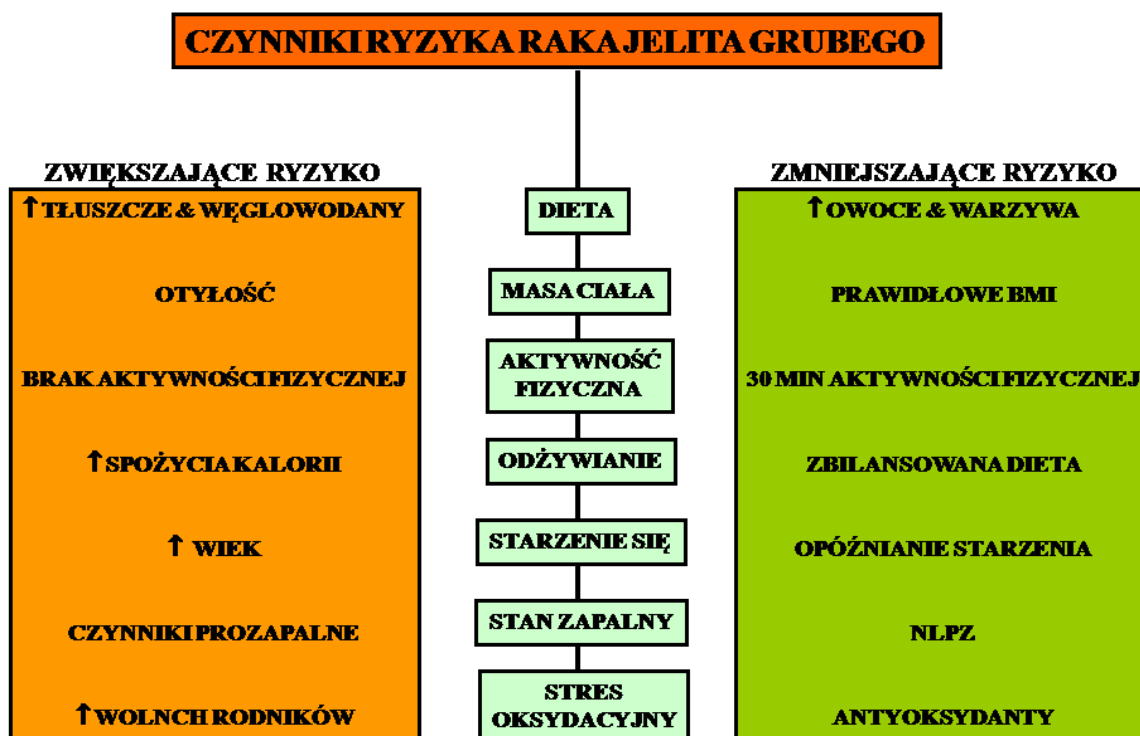 CZYNNIKI RYZYKA RAKA JELITA GRUBEGO
ZWIĘKSZAJĄCE RYZYKO
ZMNIEJSZAJĄCE RYZYKO
↑TŁUSZCZE & WĘGLOWODANY
DIETA
↑OWOCE & WARZYWA
OTYŁOŚĆ
MASA CIAŁA
PRAWIDŁOWE BMI
BRAK AKTYWNOŚCI FIZYCZNEJ
AKTYWNOŚĆ
FIZYCZNA
30 MIN AKTYWNOŚCI FIZYCZNEJ
↑SPOŻYCIA KALORII
ODŻYWIANIE
ZBILANSOWANA DIETA
↑ WIEK
STARZENIE SIĘ
OPÓŹNIANIE STARZENIA
CZYNNIKI PROZAPALNE
STAN ZAPALNY
NLPZ
↑WOLNCH RODNIKÓW
STRES
OKSYDACYJNY
ANTYOKSYDANTY